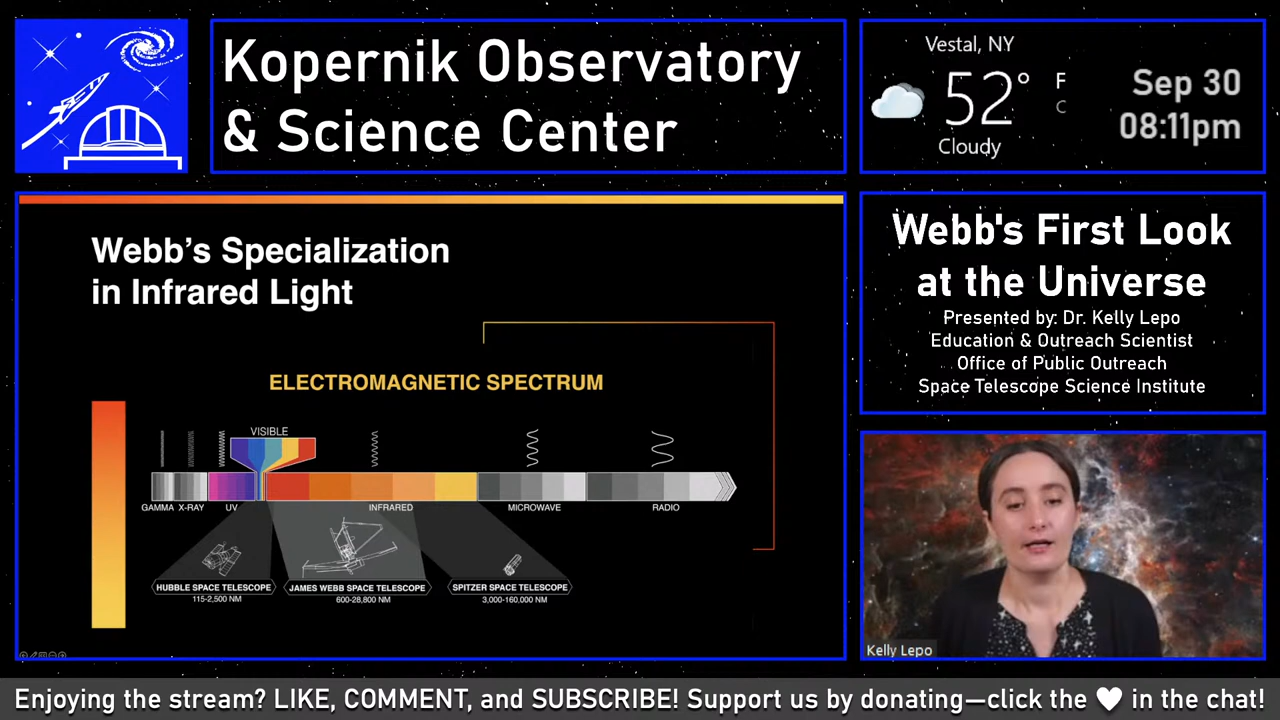 Kopernik Observatory
& Science Center
Vestal, NY
52°
F
C
Cloudy
Sep 30
08:11pm
Webb's Specialization
in Infrared Light
ELECTROMAGNETIC SPECTRUM
VISIBLE
GAMMA
X-RAY
UV
INFRARED
MICROWAVE
RADIO
HUBBLE SPACE TELESCOPE
115-2,500 NM
JAMES WEBB SPACE TELESCOPE
600-28,800 NM
SPITZER SPACE TELESCOPE
3,000-160,000 NM
Webb's First Look
at the Universe
Presented by: Dr. Kelly Lepo
Education & Outreach Scientist
Office of Public Outreach
Space Telescope Science Institute
Kelly Lepo
Enjoying the stream? LIKE, COMMENT, and SUBSCRIBE! Support us by donating—click the ♥ in the chat!